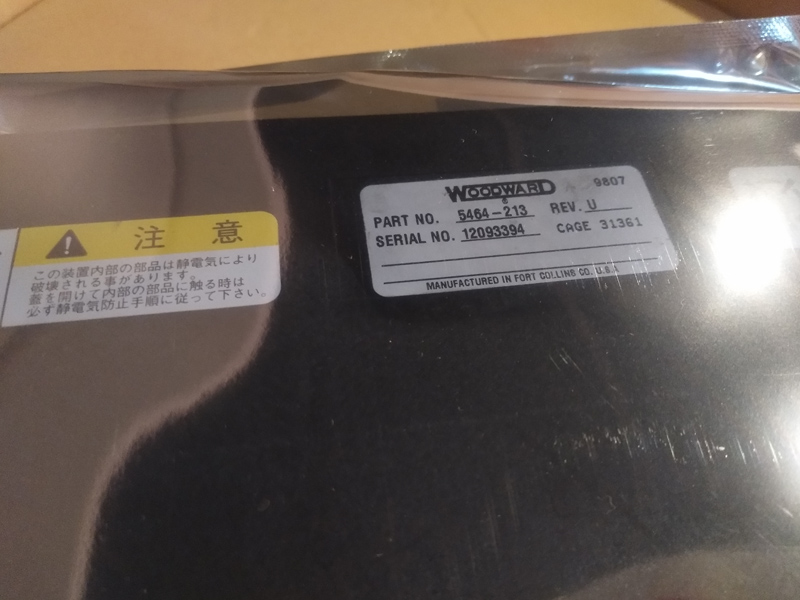 注意
この装置内部の部品は静電気により
破壊される事があります。
蓋を開けて内部の部品に触る時は
必ず静電気防止手順に従って下さい。
WOODWARD
®
9807
PART NO. 5464-213 REV. U
SERIAL NO. 12093394 CAGE 31361
MANUFACTURED IN FORT COLLINS CO. U.S.A